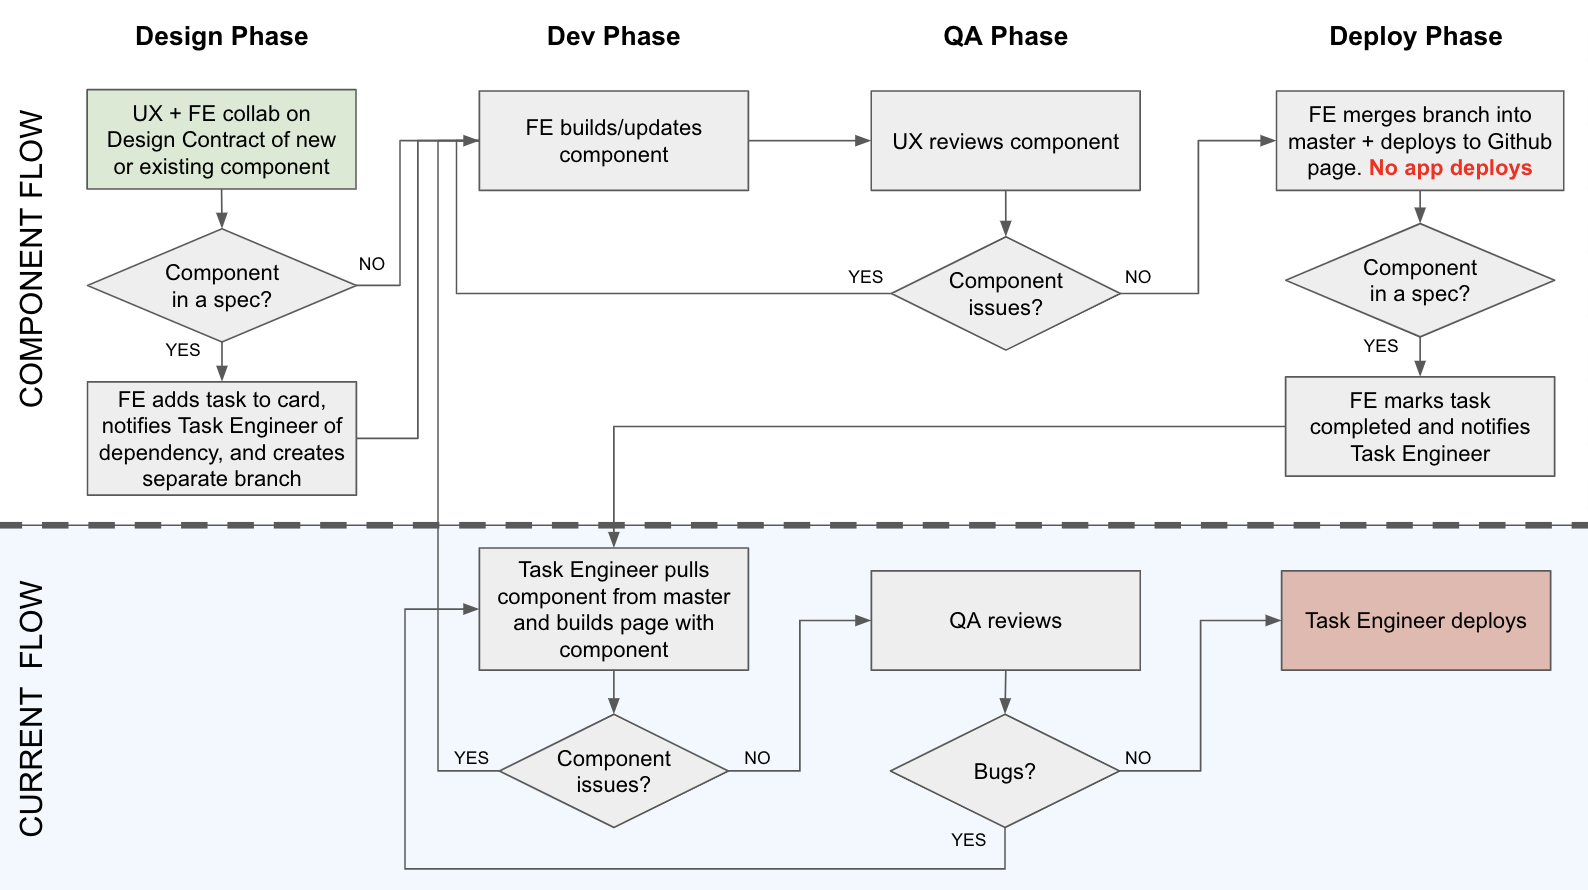 Design Phase
Dev Phase
QA Phase
Deploy Phase
COMPONENT FLOW
UX + FE collab on
Design Contract of new
or existing component
FE builds/updates
component
UX reviews component
FE merges branch into
master + deploys to Github
page. No app deploys
Component
in a spec?
NO
YES
Component
issues?
YES
NO
Component
in a spec?
YES
FE adds task to card,
notifies Task Engineer of
dependency, and creates
separate branch
FE marks task
completed and notifies
Task Engineer
CURRENT FLOW
Task Engineer pulls
component from master
and builds page with
component
QA reviews
Task Engineer deploys
Component
issues?
YES
NO
Bugs?
NO
YES